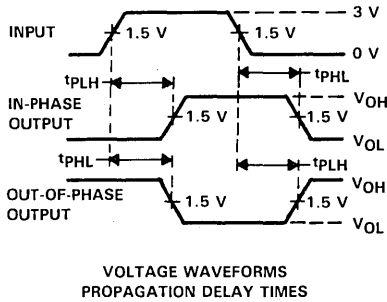 3 V
INPUT
1.5 V
1.5 V
0 V
tPLH
tPHL
IN-PHASE
OUTPUT
VOH
1.5 V
1.5 V
VOL
tPHL
tPLH
OUT-OF-PHASE
OUTPUT
VOH
1.5 V
1.5 V
VOL
VOLTAGE WAVEFORMS
PROPAGATION DELAY TIMES